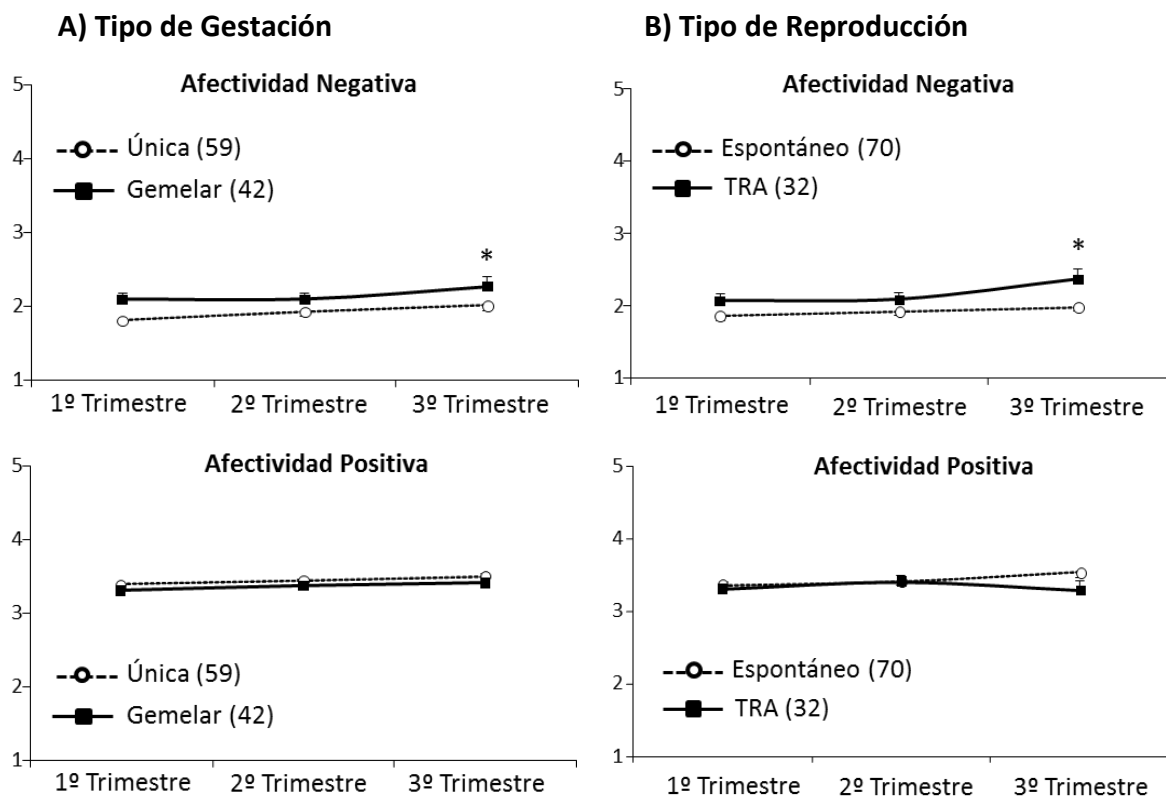 A) Tipo de Gestación
Afectividad Negativa
5
4
3
2
1
Única (59)
Gemelar (42)
*
1º Trimestre
2º Trimestre
3º Trimestre
Afectividad Positiva
5
4
3
2
1
Única (59)
Gemelar (42)
1º Trimestre
2º Trimestre
3º Trimestre
B) Tipo de Reproducción
Afectividad Negativa
5
4
3
2
1
Espontáneo (70)
TRA (32)
*
1º Trimestre
2º Trimestre
3º Trimestre
Afectividad Positiva
5
4
3
2
1
Espontáneo (70)
TRA (32)
1º Trimestre
2º Trimestre
3º Trimestre